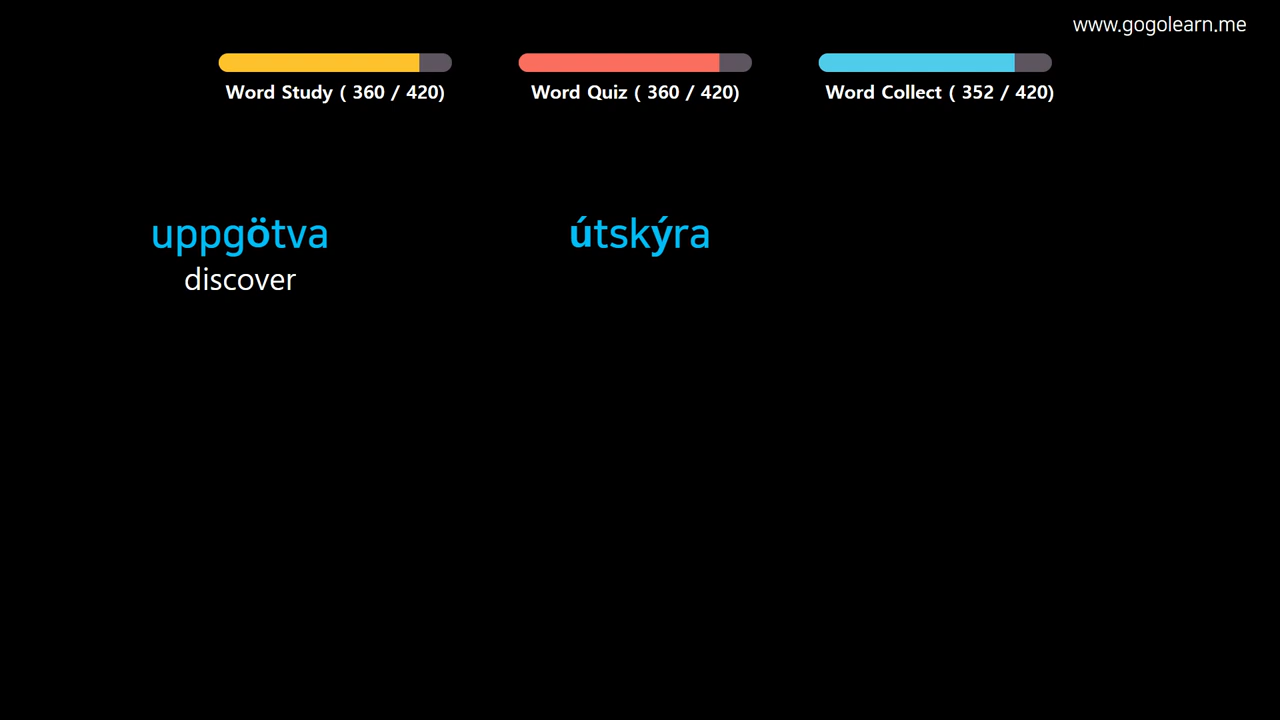 www.gogolearn.me
Word Study ( 360 / 420)
Word Quiz ( 360 / 420)
Word Collect ( 352 / 420)
uppgötva
útskýra
discover